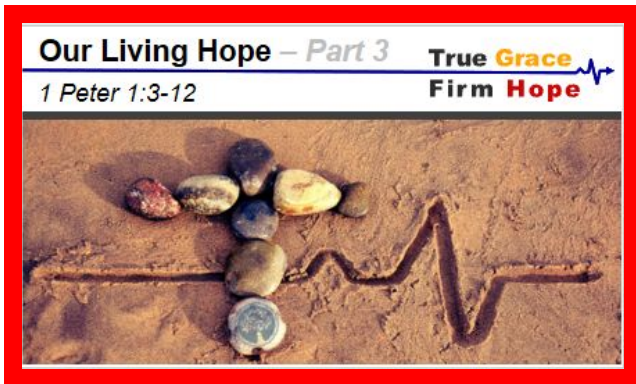 Our Living Hope – Part 3
1 Peter 1:3-12
True Grace
Firm Hope